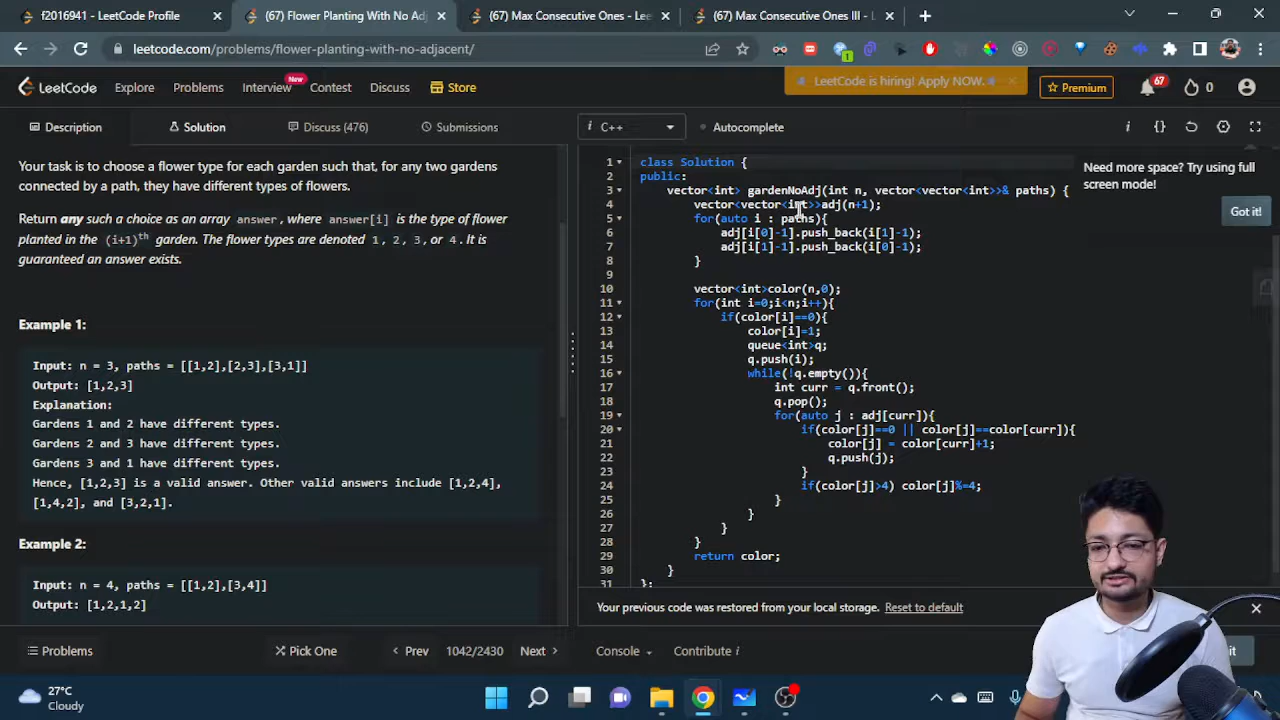 f2016941 - LeetCode Profile
(67) Flower Planting With No Adj
(67) Max Consecutive Ones - Lee
(67) Max Consecutive Ones III - L
leetcode.com/problems/flower-planting-with-no-adjacent/
1
LeetCode
Explore
Problems
Interview
New
Contest
Discuss
Store
LeetCode is hiring! Apply NOW.
Premium
67
0
Description
Solution
Discuss (476)
Submissions
i C++
Autocomplete
Your task is to choose a flower type for each garden such that, for any two gardens
connected by a path, they have different types of flowers.
Return any such a choice as an array answer, where answer[i] is the type of flower
planted in the (i+1)th garden. The flower types are denoted 1, 2, 3, or 4. It is
guaranteed an answer exists.
Example 1:
Input: n = 3, paths = [[1,2],[2,3],[3,1]]
Output: [1,2,3]
Explanation:
Gardens 1 and 2 have different types.
Gardens 2 and 3 have different types.
Gardens 3 and 1 have different types.
Hence, [1,2,3] is a valid answer. Other valid answers include [1,2,4],
[1,4,2], and [3,2,1].
Example 2:
Input: n = 4, paths = [[1,2],[3,4]]
Output: [1,2,1,2]
1 class Solution {
2 public:
3 vector<int> gardenNoAdj(int n, vector<vector<int>>& paths) {
4 vector<vector<int>>adj(n+1);
5 for(auto i : paths){
6 adj[i[0]-1].push_back(i[1]-1);
7 adj[i[1]-1].push_back(i[0]-1);
8 }
9
10 vector<int>color(n,0);
11 for(int i=0;i<n;i++){
12 if(color[i]==0){
13 color[i]=1;
14 queue<int>q;
15 q.push(i);
16 while(!q.empty()){
17 int curr = q.front();
18 q.pop();
19 for(auto j : adj[curr]){
20 if(color[j]==0 || color[j]==color[curr]){
21 color[j] = color[curr]+1;
22 q.push(j);
23 }
24 if(color[j]>4) color[j]%=4;
25 }
26 }
27 }
28 }
29 return color;
30 }
31 };
Need more space? Try using full
screen mode!
Got it!
Your previous code was restored from your local storage. Reset to default
Problems
Pick One
Prev
1042/2430
Next
Console
Contribute i
27°C
Cloudy